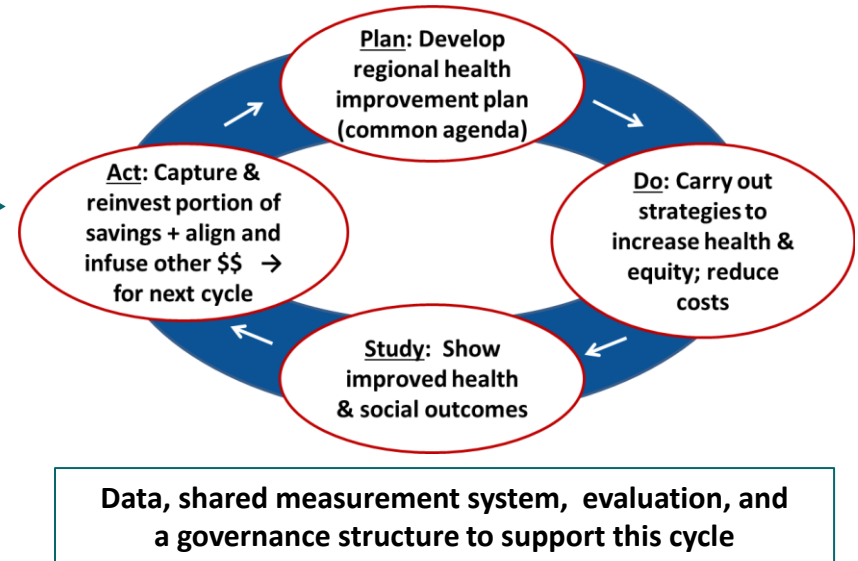 Plan: Develop
regional health
improvement plan
(common agenda)
Act: Capture &
reinvest portion of
savings + align and
infuse other $$ →
for next cycle
Do: Carry out
strategies to
increase health &
equity; reduce
costs
Study: Show
improved health
& social outcomes
Data, shared measurement system, evaluation, and
a governance structure to support this cycle